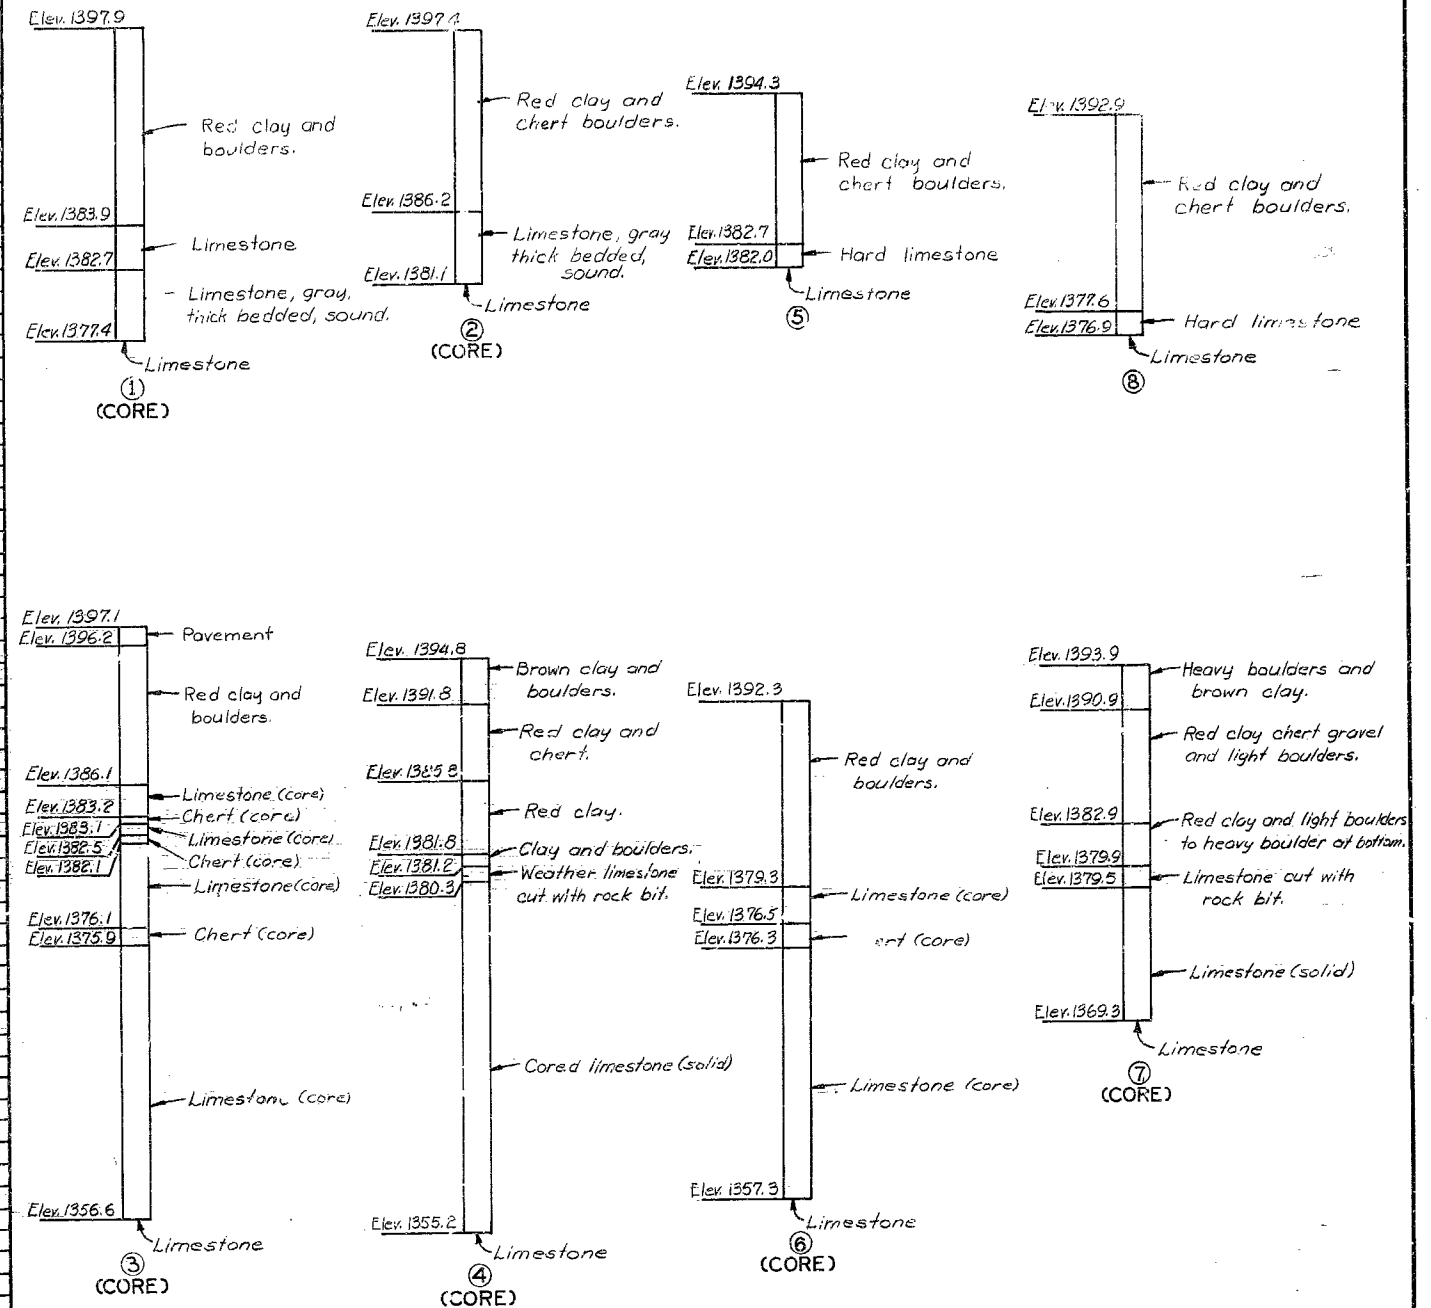 Elev. 1397.9
Red clay and
boulders.
Elev. 1383.9
Limestone
Elev. 1382.7
Limestone, gray,
thick bedded, sound.
Elev. 1377.4
Limestone
①
(CORE)
Elev. 1397.4
Red clay and
chert boulders.
Elev. 1386.2
Limestone, gray
thick bedded,
sound.
Elev. 1381.1
Limestone
②
(CORE)
Elev. 1394.3
Red clay and
chert boulders.
Elev. 1382.7
Elev. 1382.0
Hard limestone
Limestone
⑤
Elev. 1392.9
Red clay and
chert boulders.
Elev. 1377.6
Elev. 1376.9
Hard limestone
Limestone
⑧
Elev. 1397.1
Elev. 1396.2
Pavement
Red clay and
boulders.
Elev. 1386.1
Limestone (core)
Elev. 1383.2
Chert (core)
Elev. 1383.1
Limestone (core)
Elev. 1382.5
Chert (core)
Elev. 1382.1
Limestone (core)
Elev. 1376.1
Elev. 1375.9
Chert (core)
Limestone (core)
Elev. 1356.6
Limestone
③
(CORE)
Elev. 1394.8
Brown clay and
boulders.
Elev. 1391.8
Red clay and
chert.
Elev. 1385.8
Red clay.
Elev. 1981.8
Clay and boulders.
Elev. 1381.2
Weather limestone
Elev. 1380.3
cut with rock bit.
Cored limestone (solid)
Elev. 1355.2
Limestone
④
(CORE)
Elev. 1392.3
Red clay and
boulders.
Elev. 1379.3
Limestone (core)
Elev. 1376.5
Elev. 1376.3
(core)
Limestone (core)
Elev. 1357.3
Limestone
⑥
(CORE)
Elev. 1393.9
Heavy boulders and
brown clay.
Elev. 1390.9
Red clay chert gravel
and light boulders.
Elev. 1382.9
Red clay and light boulders
to heavy boulder at bottom.
Elev. 1379.9
Elev. 1379.5
Limestone cut with
rock bit.
Limestone (solid)
Elev. 1369.3
Limestone
⑦
(CORE)